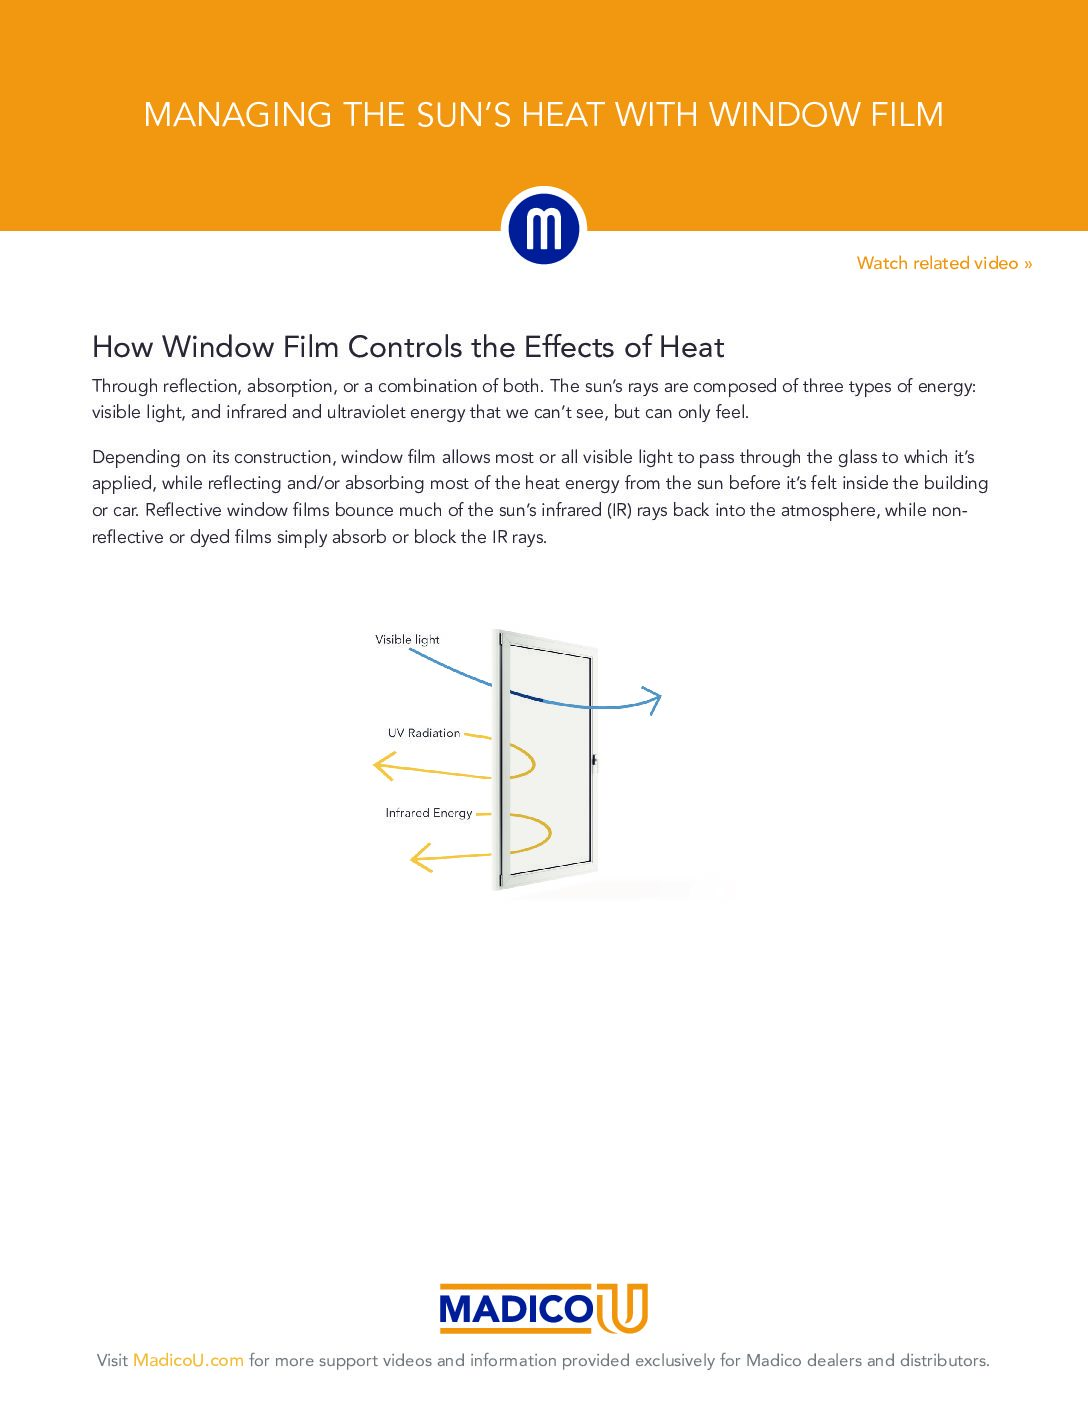 MANAGING THE SUN’S HEAT WITH WINDOW FILM
m
Watch related video »
How Window Film Controls the Effects of Heat
Through reflection, absorption, or a combination of both. The sun’s rays are composed of three types of energy:
visible light, and infrared and ultraviolet energy that we can’t see, but can only feel.
Depending on its construction, window film allows most or all visible light to pass through the glass to which it’s
applied, while reflecting and/or absorbing most of the heat energy from the sun before it’s felt inside the building
or car. Reflective window films bounce much of the sun’s infrared (IR) rays back into the atmosphere, while non-
reflective or dyed films simply absorb or block the IR rays.
Visible light
UV Radiation
Infrared Energy
MADICO U
Visit MadicoU.com for more support videos and information provided exclusively for Madico dealers and distributors.